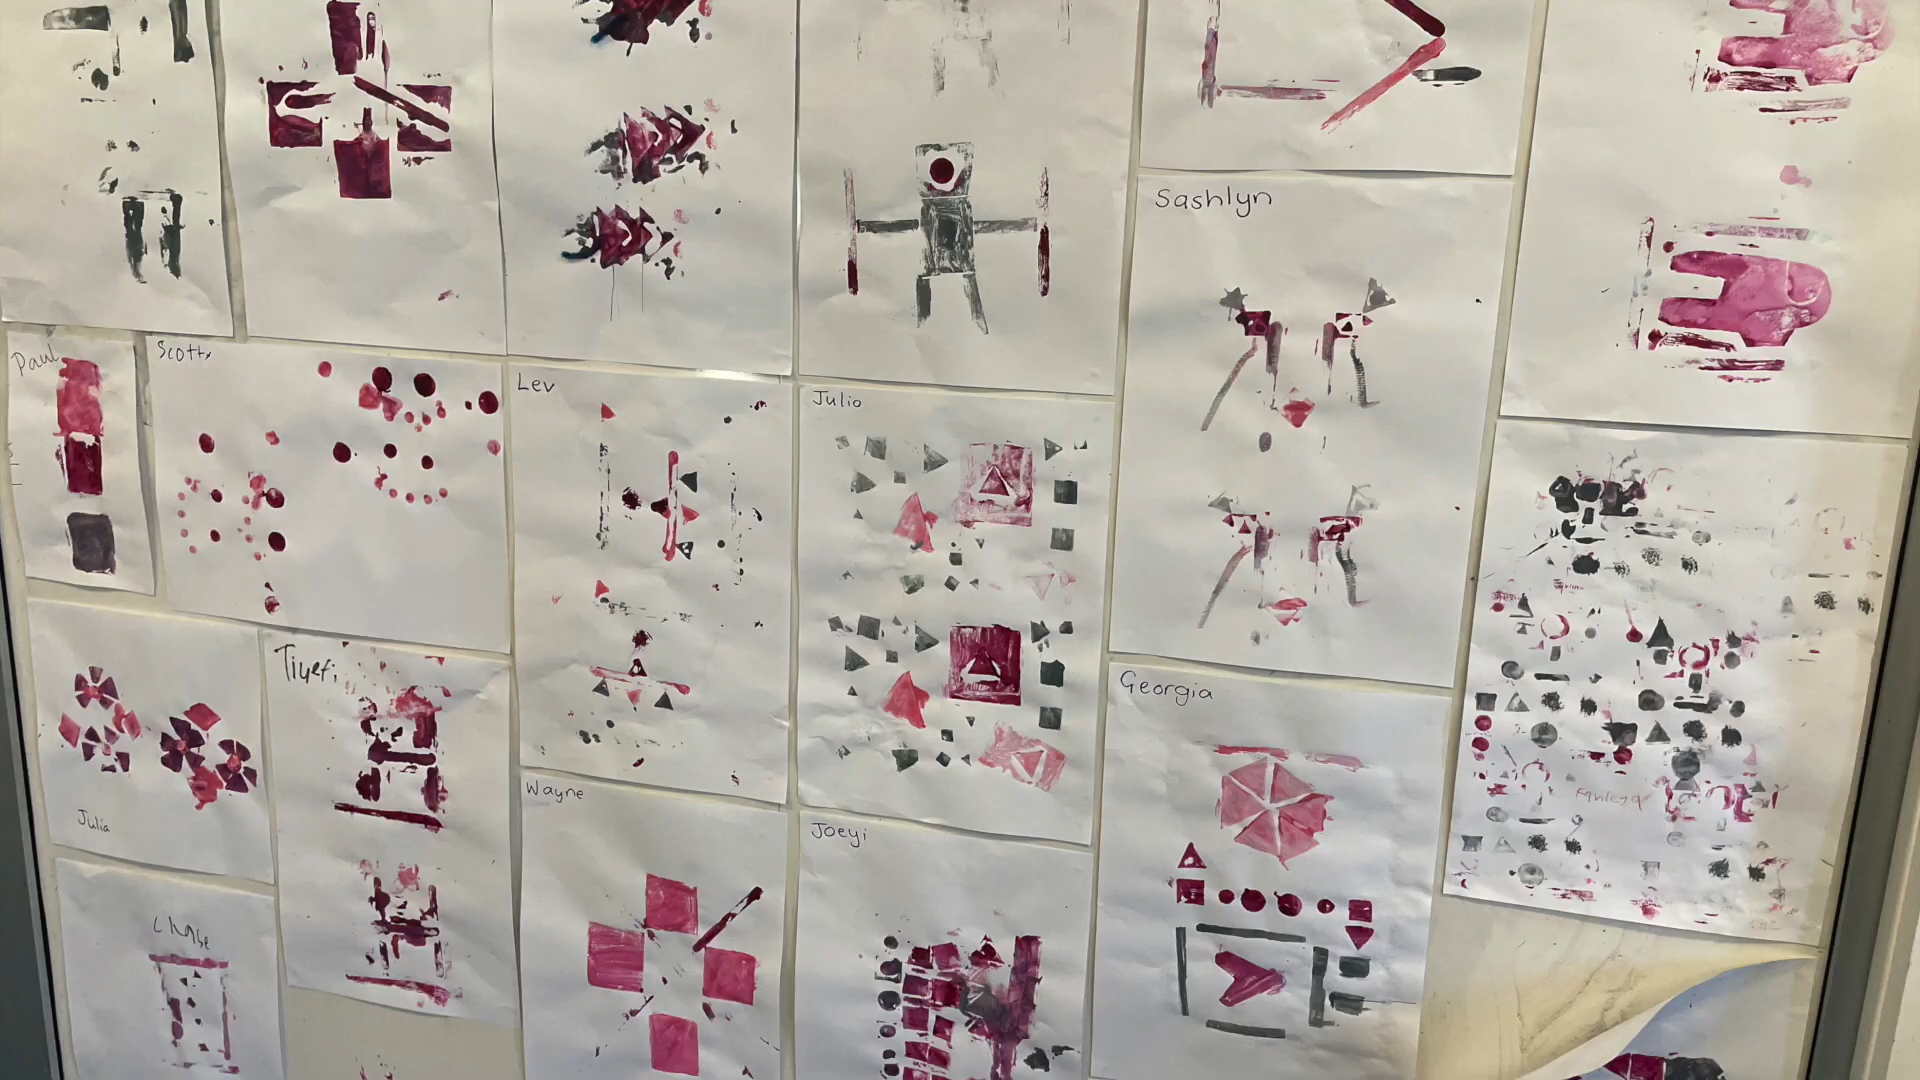 Sashlyn
Paul
Scott
Lev
Julio
Georgia
Julia
Wayne
Joeyi